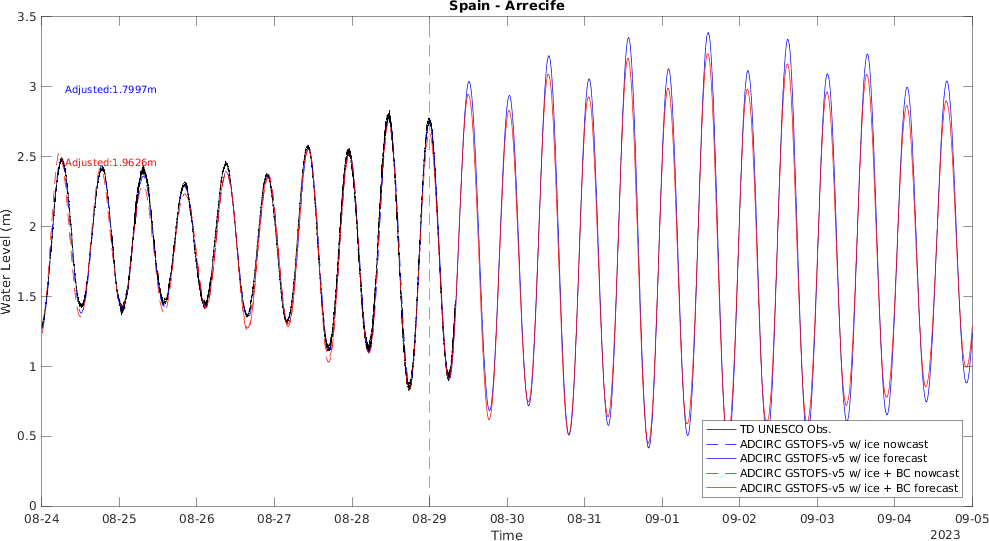 Spain - Arrecife
Water Level (m)
3.5
3
2.5
2
1.5
1
0.5
0
Adjusted:1.7997m
Adjusted:1.9626m
TD UNESCO Obs.
ADCIRC GSTOFS-v5 w/ ice nowcast
ADCIRC GSTOFS-v5 w/ ice forecast
ADCIRC GSTOFS-v5 w/ ice + BC nowcast
ADCIRC GSTOFS-v5 w/ ice + BC forecast
08-24 08-25 08-26 08-27 08-28 08-29 08-30 08-31 09-01 09-02 09-03 09-04 09-05
Time
2023